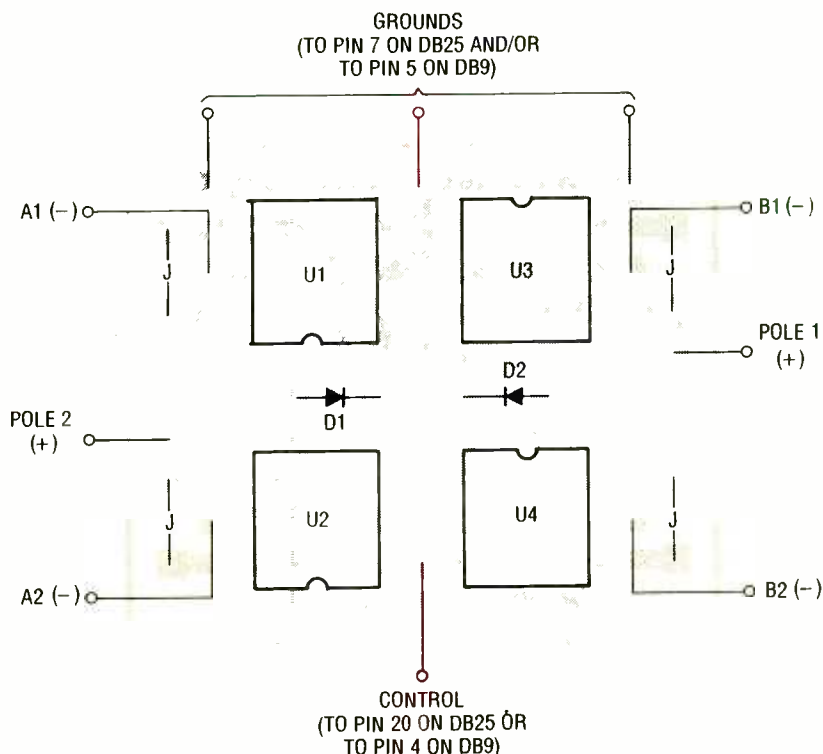 GROUNDS
(TO PIN 7 ON DB25 AND/OR
TO PIN 5 ON DB9)
A1 (-)
B1 (-)
J
U1
U3
J
POLE 1
(+)
D2
D1
POLE 2
(+)
J
U2
U4
J
A2 (-)
B2 (-)
CONTROL
(TO PIN 20 ON DB25 OR
TO PIN 4 ON DB9)